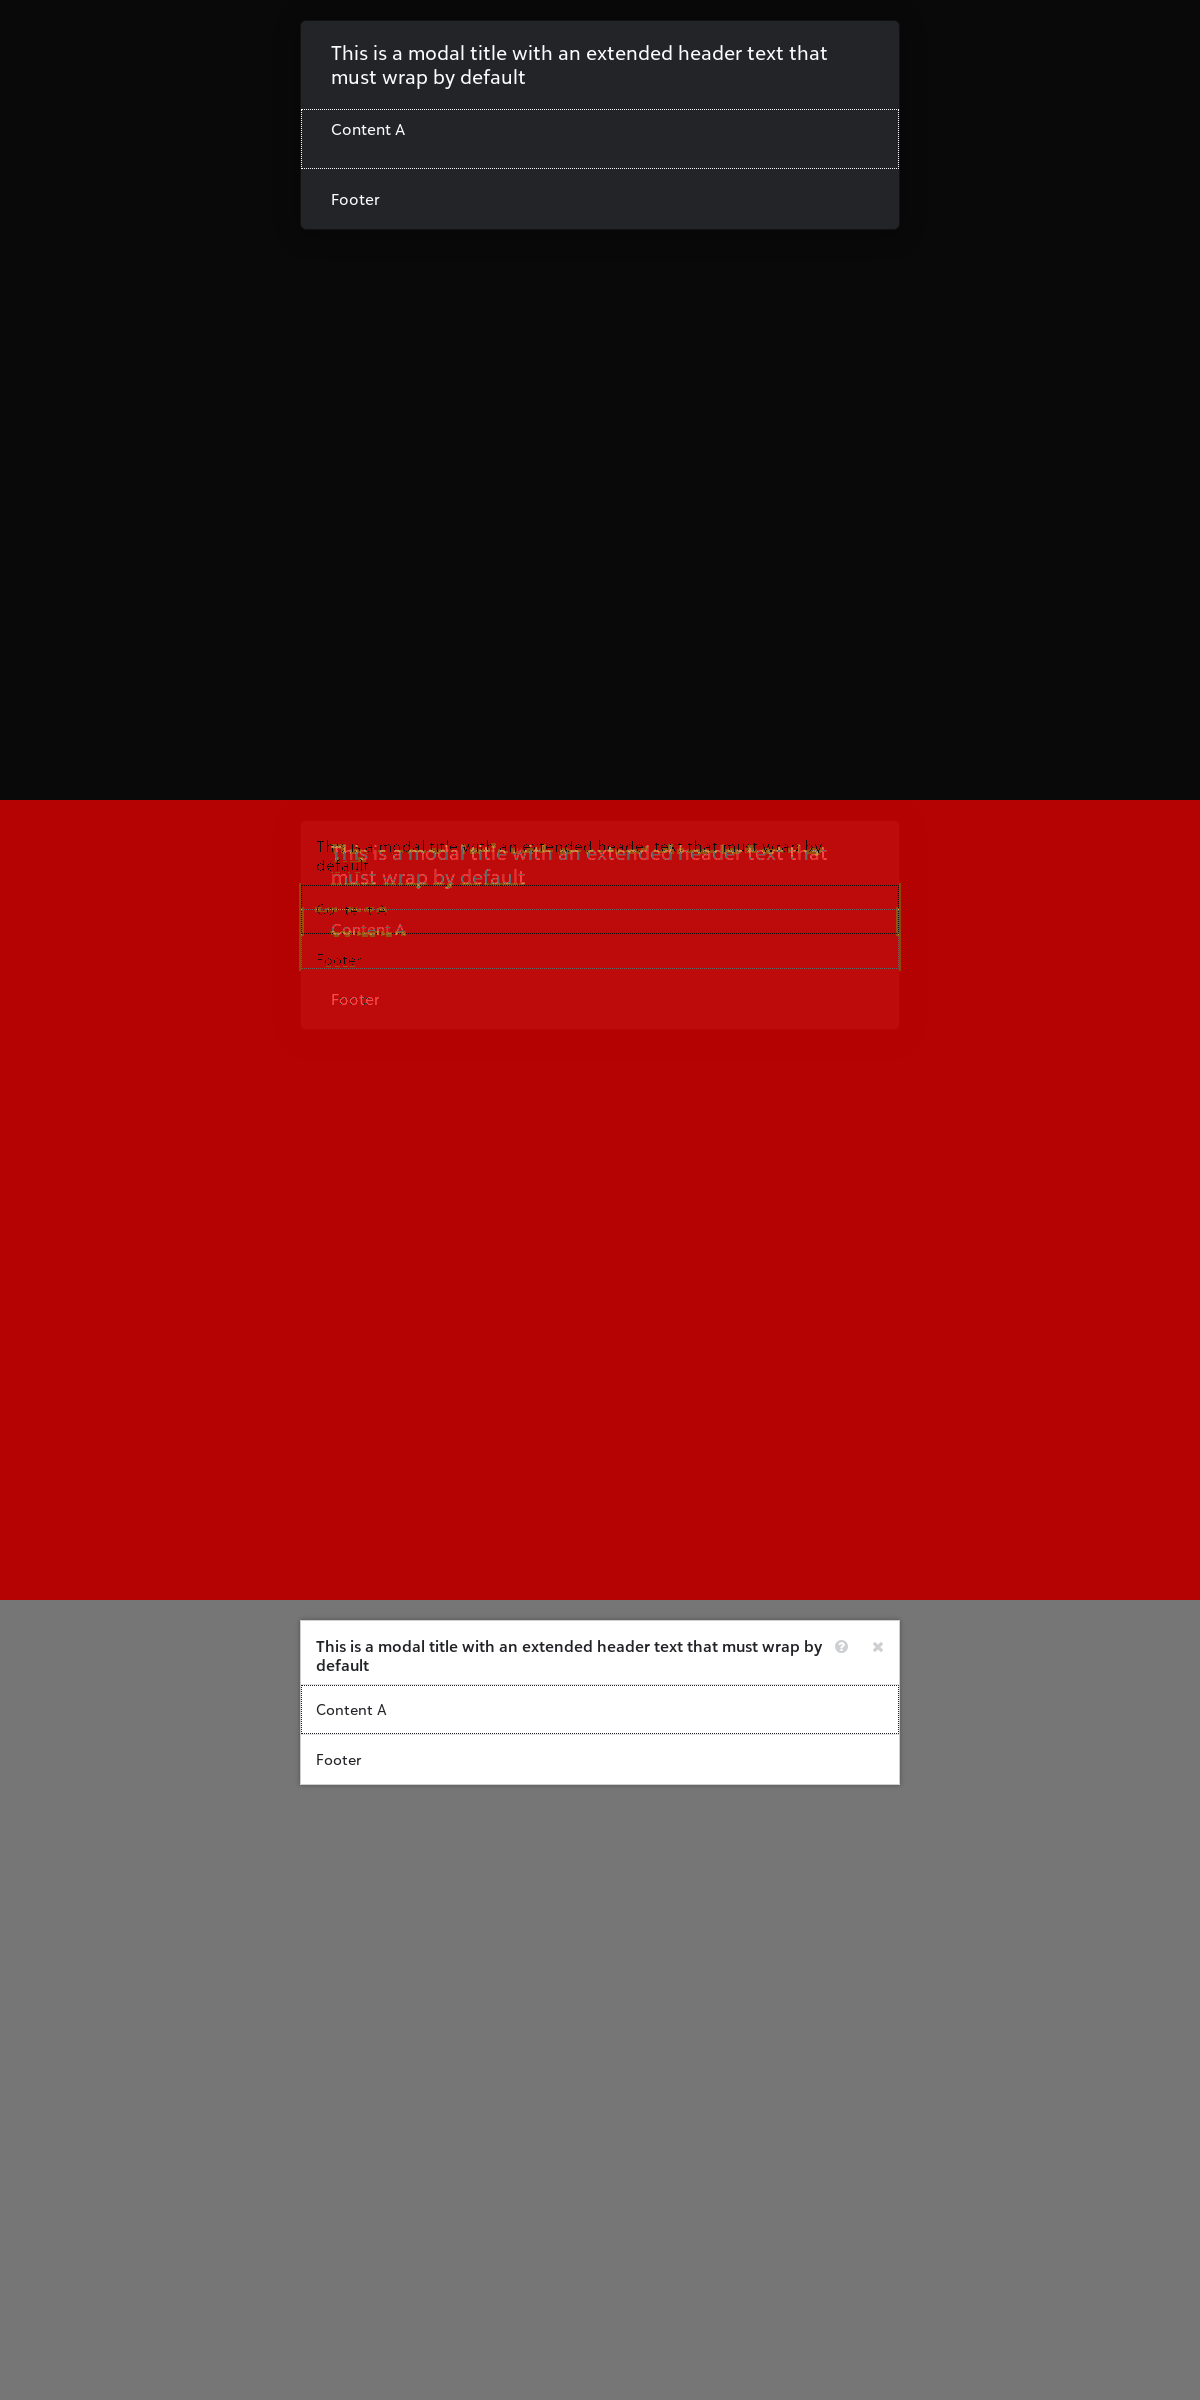 This is a modal title with an extended header text that
must wrap by default
Content A
Footer
This is a modal title with an extended header text that must wrap by
default
This is a modal title with an extended header text that
must wrap by default
Content A
Content A
Footer
Footer
This is a modal title with an extended header text that must wrap by
default
Content A
Footer